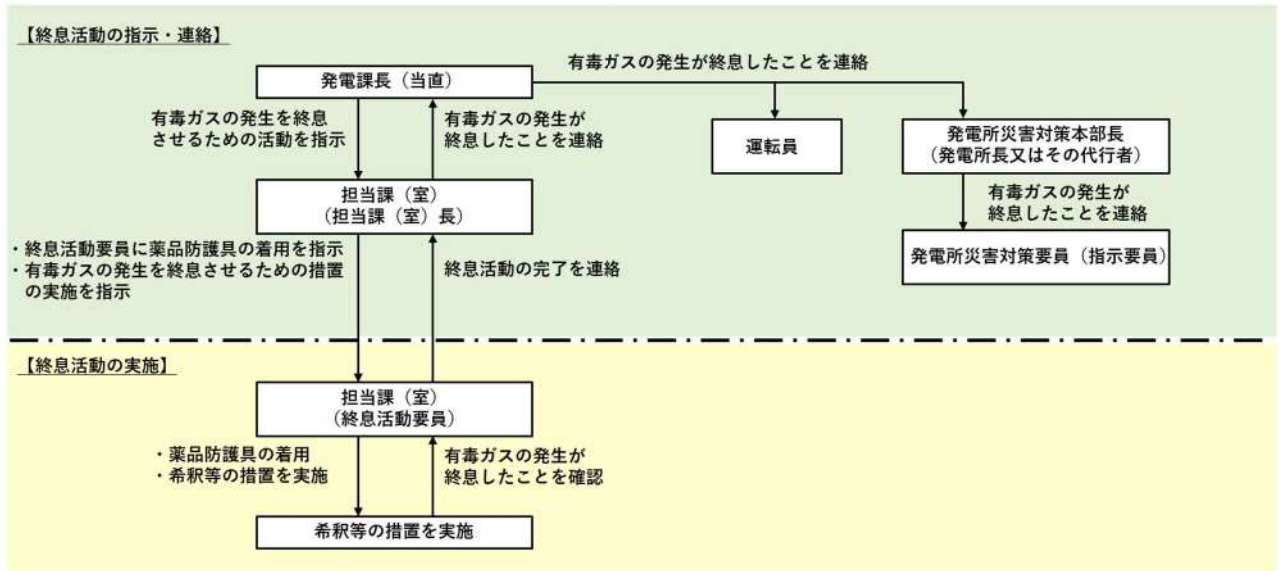 【終息活動の指示・連絡】
有毒ガスの発生が終息したことを連絡
発電課長（当直）
有毒ガスの発生を終息
させるための活動を指示
有毒ガスの発生が
終息したことを連絡
運転員
発電所災害対策本部長
（発電所長又はその代行者）
担当課（室）
（担当課（室）長）
有毒ガスの発生が
終息したことを連絡
発電所災害対策要員（指示要員）
・終息活動要員に薬品防護具の着用を指示
・有毒ガスの発生を終息させるための措置
の実施を指示
終息活動の完了を連絡
【終息活動の実施】
担当課（室）
（終息活動要員）
・薬品防護具の着用
・希釈等の措置を実施
有毒ガスの発生が
終息したことを確認
希釈等の措置を実施